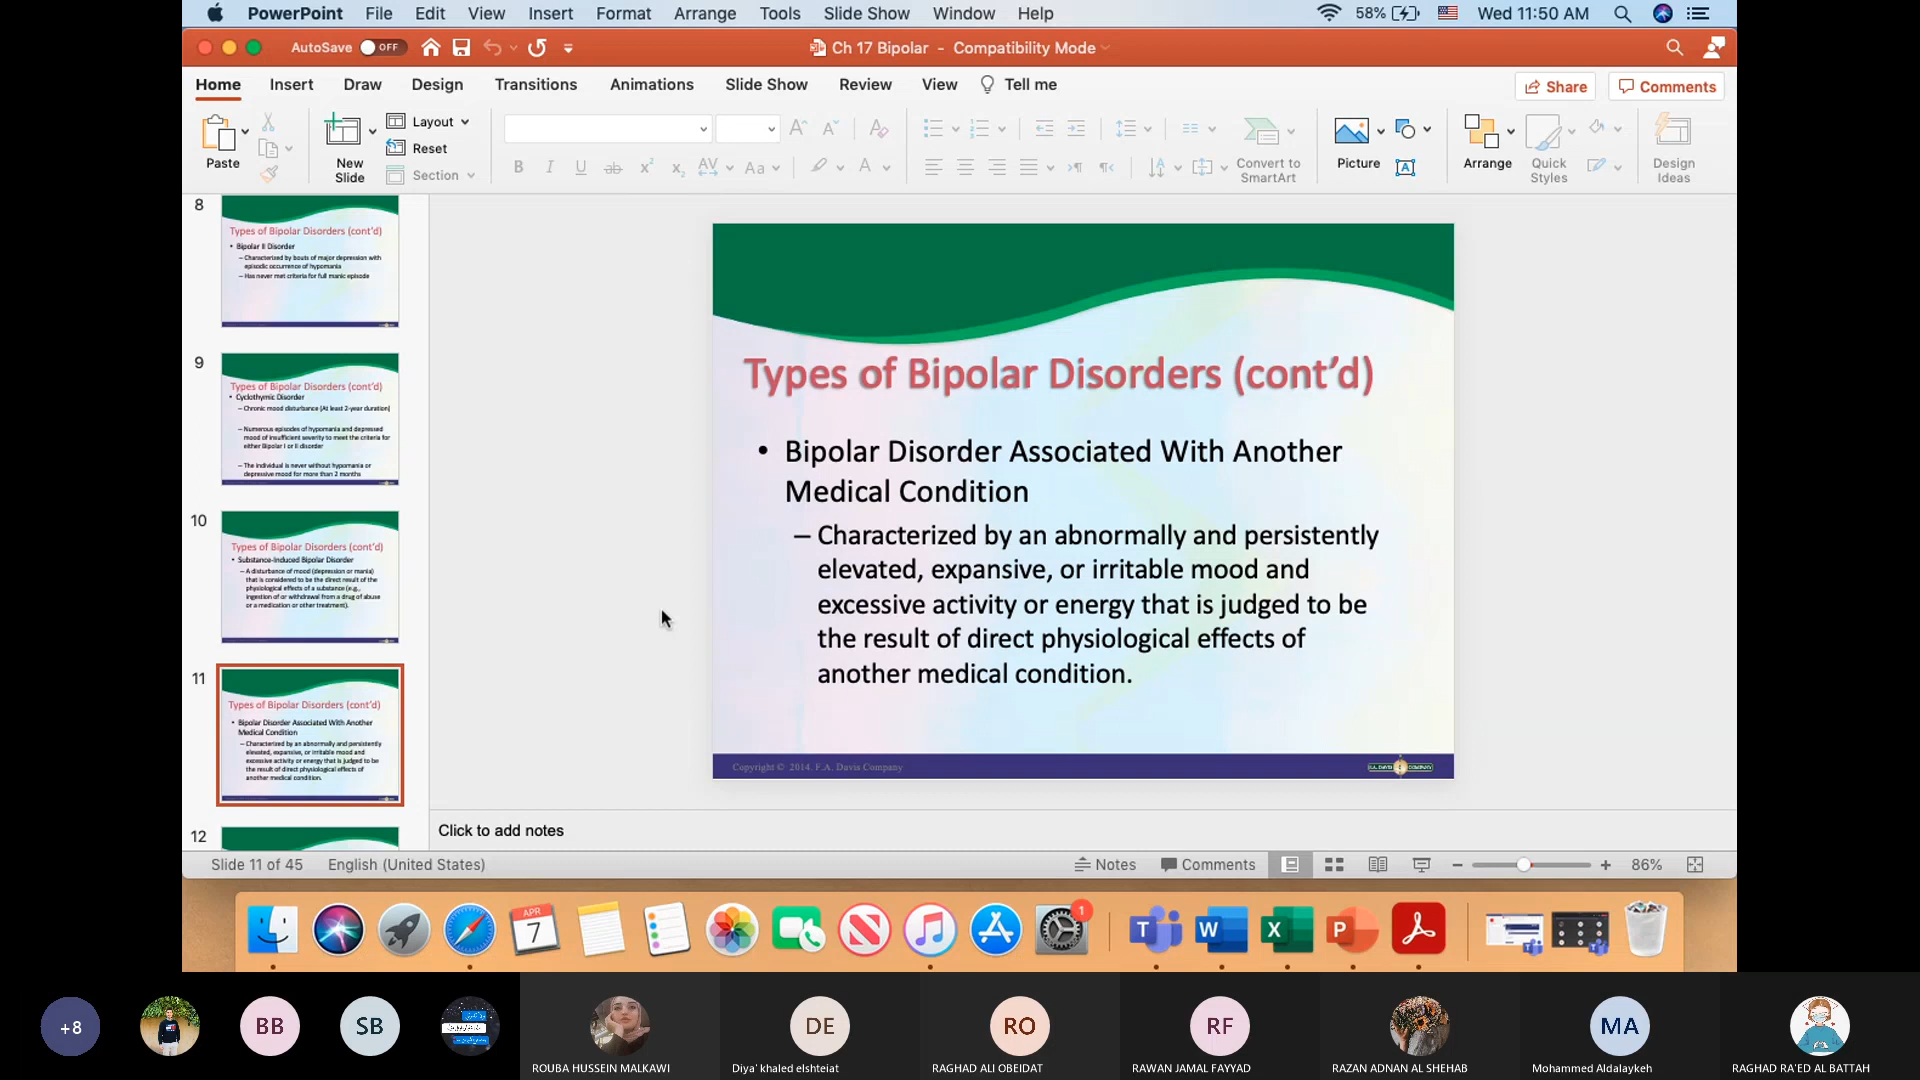 PowerPoint File Edit View Insert Format Arrange Tools Slide Show Window Help 58% Wed 11:50 AM
AutoSave OFF Ch 17 Bipolar - Compatibility Mode
Home Insert Draw Design Transitions Animations Slide Show Review View Tell me Share Comments
Paste New Slide Layout Reset Section Convert to SmartArt Picture Arrange Quick Styles Design Ideas
8
Types of Bipolar Disorders (cont'd)
• Bipolar II Disorder
– Characterized by bouts of major depression with
episodic occurrence of hypomania
– Has never met criteria for full manic episode
9
Types of Bipolar Disorders (cont'd)
• Cyclothymic Disorder
– Chronic mood disturbance (At least 2-year duration)
– Numerous episodes of hypomania and depressed
mood of insufficient severity to meet the criteria for
either Bipolar I or II disorder
– The individual is never without hypomania or
depressive mood for more than 2 months
10
Types of Bipolar Disorders (cont'd)
• Substance-Induced Bipolar Disorder
– A disturbance of mood (depression or mania)
that is considered to be the direct result of the
physiological effects of a substance (e.g.,
ingestion of or withdrawal from a drug of abuse
or a medication or other treatment).
11
Types of Bipolar Disorders (cont'd)
• Bipolar Disorder Associated With Another
Medical Condition
– Characterized by an abnormally and persistently
elevated, expansive, or irritable mood and
excessive activity or energy that is judged to be
the result of direct physiological effects of
another medical condition.
12
Types of Bipolar Disorders (cont’d)
• Bipolar Disorder Associated With Another
Medical Condition
– Characterized by an abnormally and persistently
elevated, expansive, or irritable mood and
excessive activity or energy that is judged to be
the result of direct physiological effects of
another medical condition.
Copyright © 2014. F.A. Davis Company
F.A. DAVIS COMPANY
Click to add notes
Slide 11 of 45 English (United States) Notes Comments 86%
APR
7
1
+8 BB SB DE RO RF MA
ROUBA HUSSEIN MALKAWI Diya' khaled elshteiat RAGHAD ALI OBEIDAT RAWAN JAMAL FAYYAD RAZAN ADNAN AL SHEHAB Mohammed Aldalaykeh RAGHAD RA'ED AL BATTAH